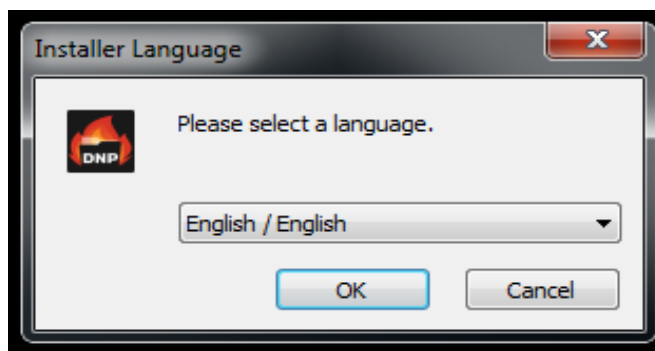 Installer Language
Please select a language.
DNP
English / English
OK
Cancel